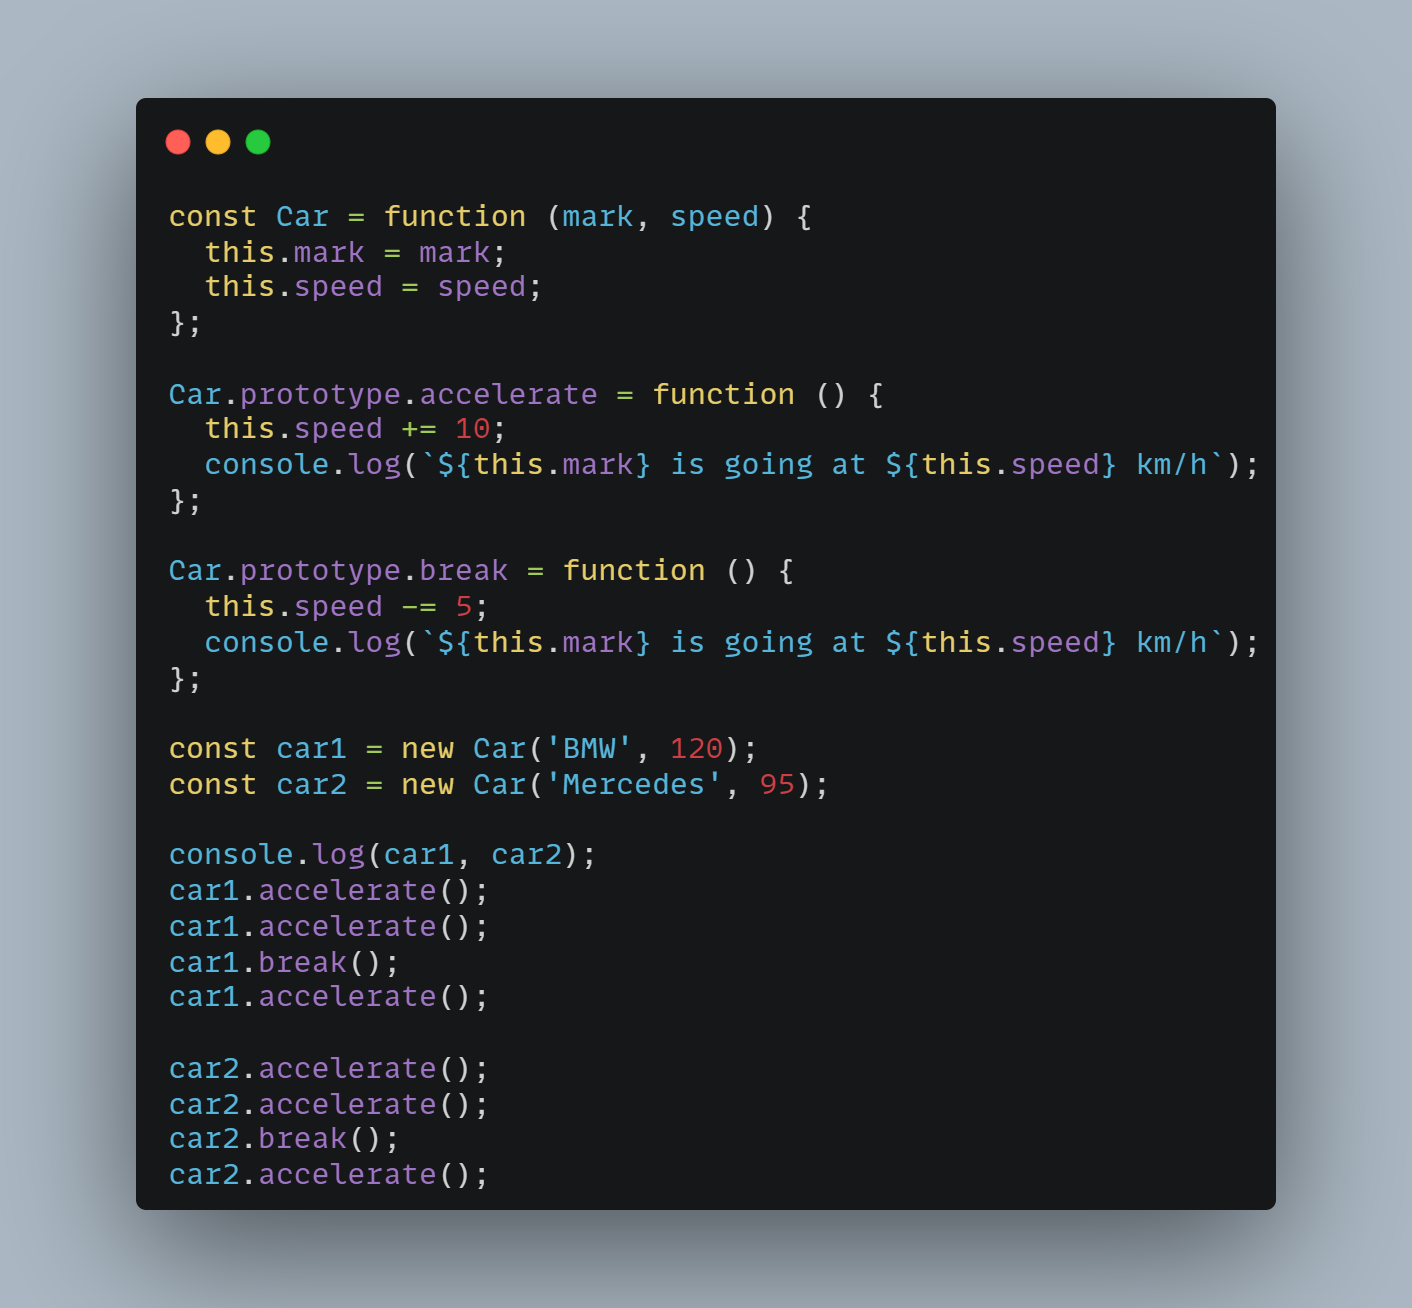 const Car = function (mark, speed) {
  this.mark = mark;
  this.speed = speed;
};

Car.prototype.accelerate = function () {
  this.speed += 10;
  console.log(`${this.mark} is going at ${this.speed} km/h`);
};

Car.prototype.break = function () {
  this.speed -= 5;
  console.log(`${this.mark} is going at ${this.speed} km/h`);
};

const car1 = new Car('BMW', 120);
const car2 = new Car('Mercedes', 95);

console.log(car1, car2);
car1.accelerate();
car1.accelerate();
car1.break();
car1.accelerate();

car2.accelerate();
car2.accelerate();
car2.break();
car2.accelerate();